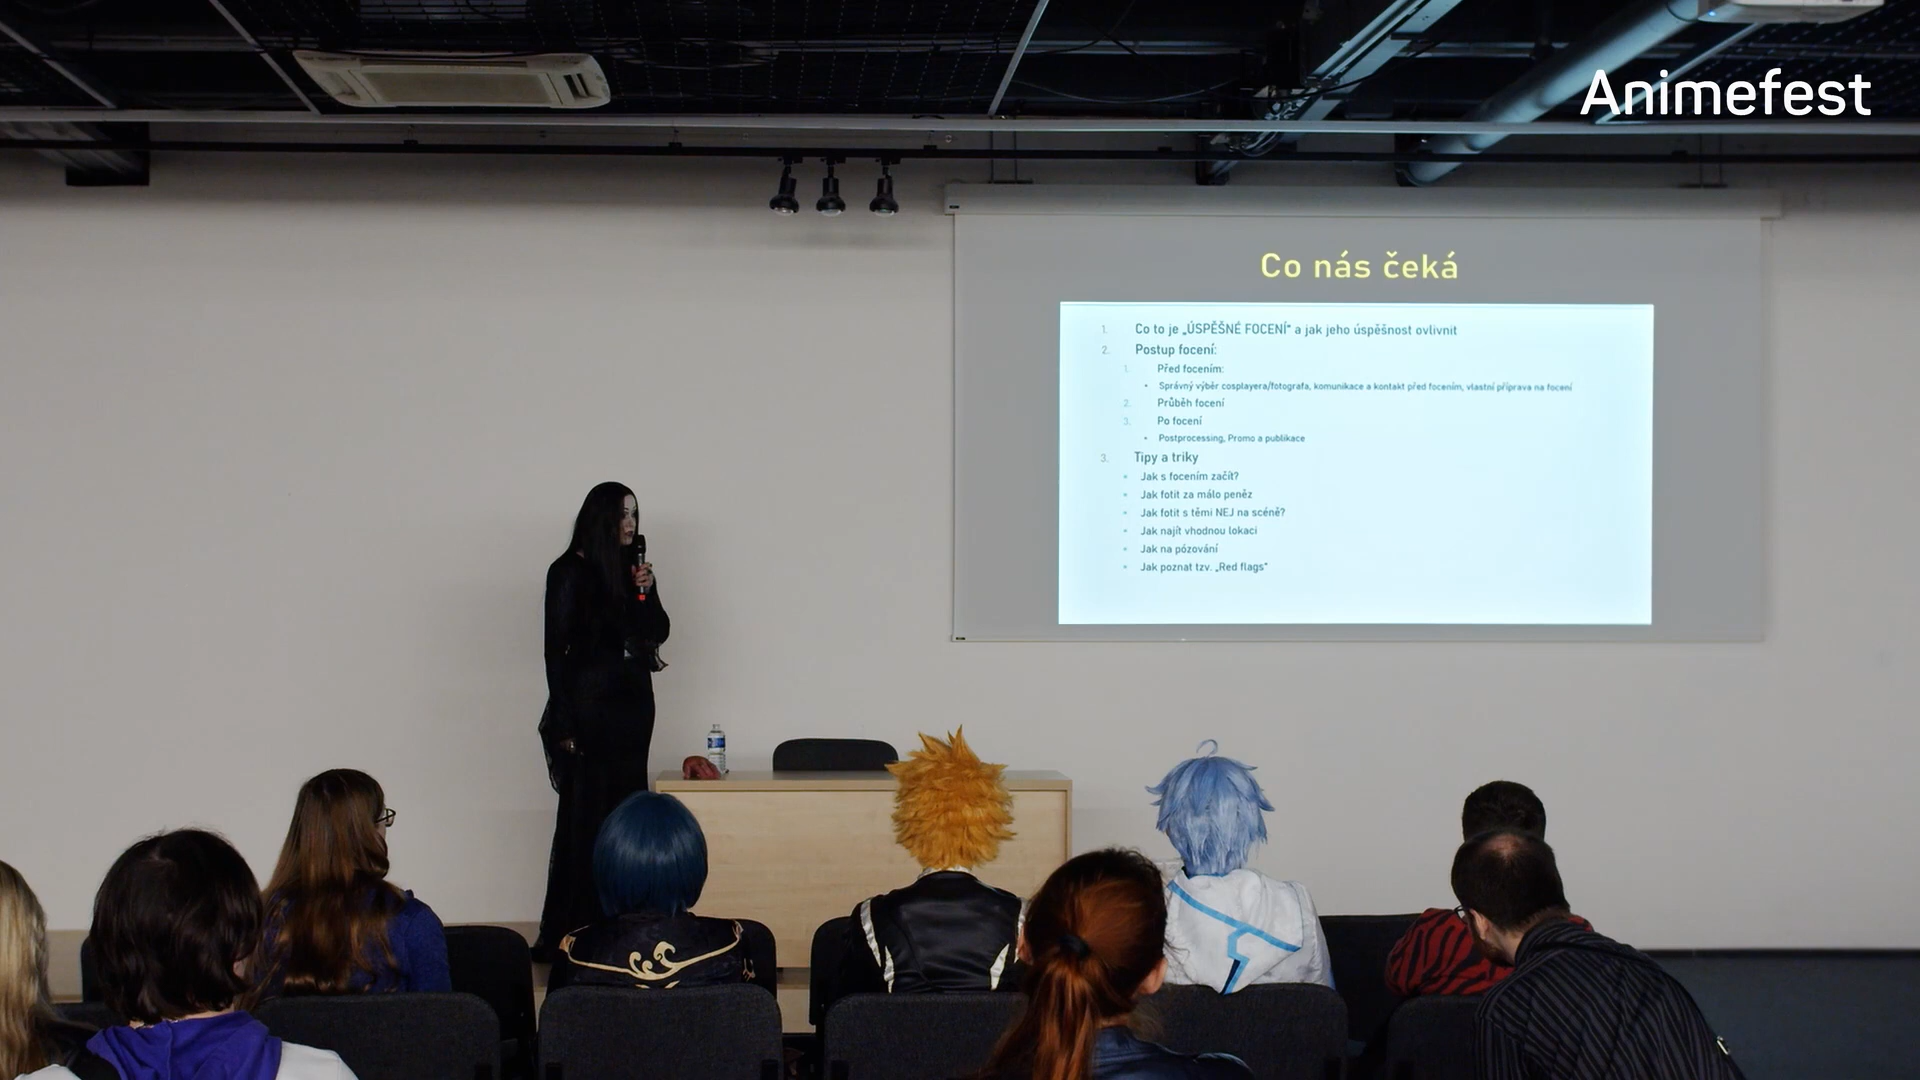 Animefest
Co nás čeká
1. Co to je „ÚSPĚŠNÉ FOCENÍ" a jak jeho úspěšnost ovlivnit
2. Postup focení:
1. Před focením:
• Správný výběr cosplayera/fotografa, komunikace a kontakt před focením, vlastní příprava na focení
2. Průběh focení
3. Po focení
• Postprocessing, Promo a publikace
3. Tipy a triky
• Jak s focením začít?
• Jak fotit za málo peněz
• Jak fotit s těmi NEJ na scéně?
• Jak najít vhodnou lokaci
• Jak na pózování
• Jak poznat tzv. „Red flags"